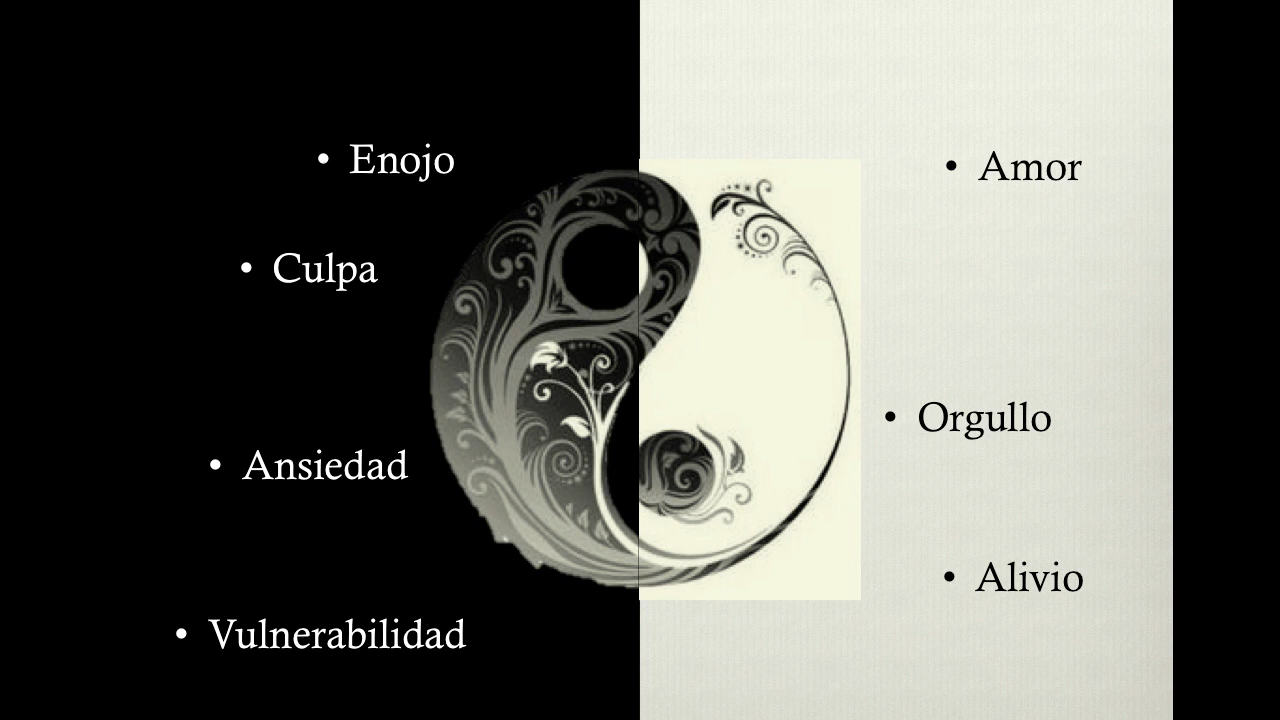 • Enojo
• Culpa
• Ansiedad
• Vulnerabilidad
• Amor
• Orgullo
• Alivio